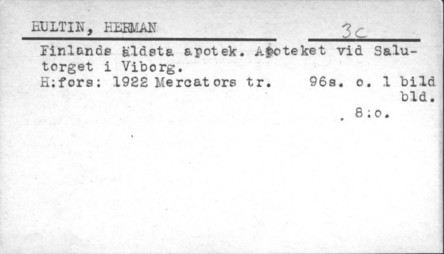 HULTIN, HERMAN 3c
Finlands äldsta apotek. Apoteket vid Salu-
torget i Viborg.
H:fors: 1922 Mercators tr. 96s. o. 1 bild
bld.
8:o.